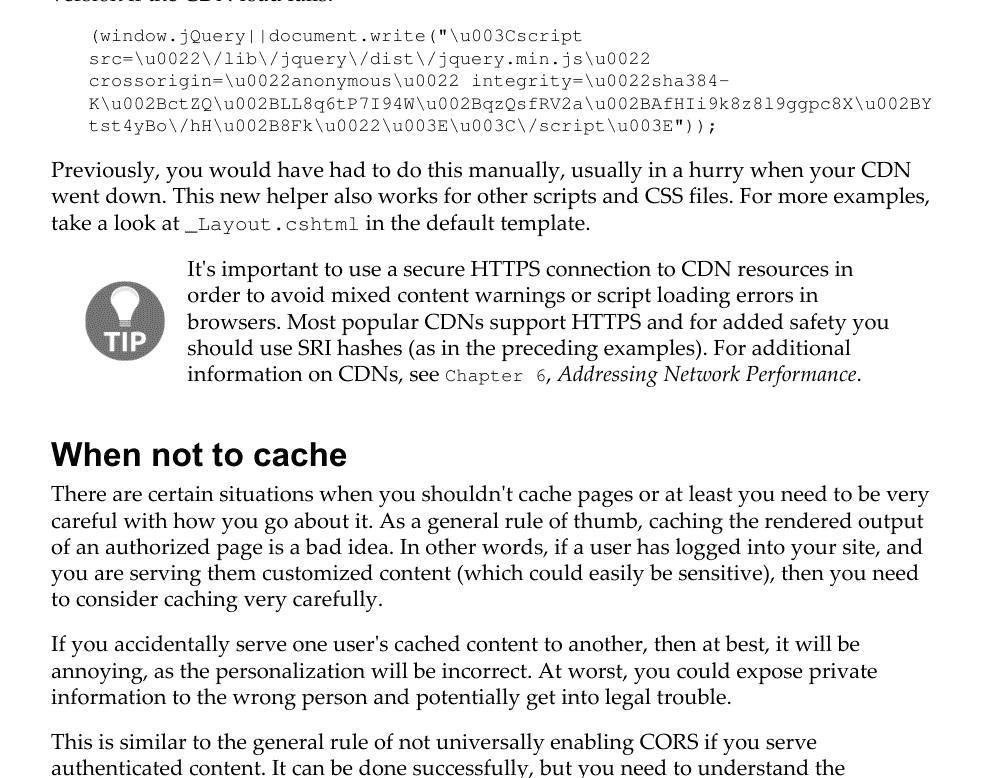 version if the CDN load fails:
(window.jQuery||document.write("\u003Cscript
src=\u0022\/lib\/jquery\/dist\/jquery.min.js\u0022
crossorigin=\u0022anonymous\u0022 integrity=\u0022sha384-
K\u002BctZQ\u002BLL8q6tP7I94W\u002BqzQsfRV2a\u002BAfHIi9k8z8l9ggpc8X\u002BY
tst4yBo\/hH\u002B8Fk\u0022\u003E\u003C\/script\u003E"));
Previously, you would have had to do this manually, usually in a hurry when your CDN
went down. This new helper also works for other scripts and CSS files. For more examples,
take a look at _Layout.cshtml in the default template.
It's important to use a secure HTTPS connection to CDN resources in
order to avoid mixed content warnings or script loading errors in
browsers. Most popular CDNs support HTTPS and for added safety you
TIP
should use SRI hashes (as in the preceding examples). For additional
information on CDNs, see Chapter 6, Addressing Network Performance.
When not to cache
There are certain situations when you shouldn't cache pages or at least you need to be very
careful with how you go about it. As a general rule of thumb, caching the rendered output
of an authorized page is a bad idea. In other words, if a user has logged into your site, and
you are serving them customized content (which could easily be sensitive), then you need
to consider caching very carefully.
If you accidentally serve one user's cached content to another, then at best, it will be
annoying, as the personalization will be incorrect. At worst, you could expose private
information to the wrong person and potentially get into legal trouble.
This is similar to the general rule of not universally enabling CORS if you serve
authenticated content. It can be done successfully, but you need to understand the